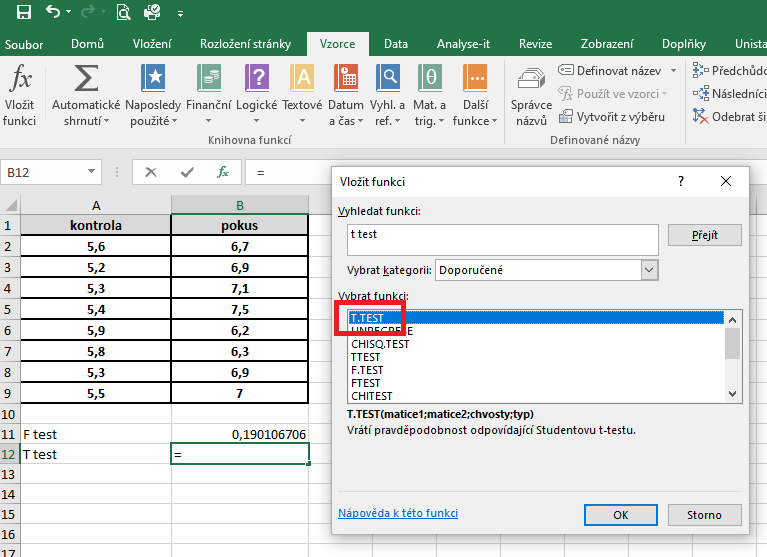 Soubor Domů Vložení Rozložení stránky Vzorce Data Analyse-it Revize Zobrazení Doplňky Unista
fx Vložit funkci
Σ Automatické shrnutí
Naposledy použité
Finanční
Logické
Textové
Datum a čas
Vyhl. a ref.
Mat. a trig.
Další funkce
Správce názvů
Definovat název
Použít ve vzorci
Vytvořit z výběru
Předchůdc
Následníci
Odebrat ši
Knihovna funkcí Definované názvy
B12 fx =
A B
1 kontrola pokus
2 5,6 6,7
3 5,2 6,9
4 5,3 7,1
5 5,4 7,5
6 5,9 6,2
7 5,8 6,3
8 5,3 6,9
9 5,5 7
10
11 F test 0,190106706
12 T test =
13
14
15
16
17
Vložit funkci ?
Vyhledat funkci:
t test Přejít
Vybrat kategorii: Doporučené
Vybrat funkci:
T.TEST
LINREGRESE
CHISQ.TEST
TTEST
F.TEST
FTEST
CHITEST
T.TEST(matice1;matice2;chvosty;typ)
Vrátí pravděpodobnost odpovídající Studentovu t-testu.
Nápověda k této funkci OK Storno